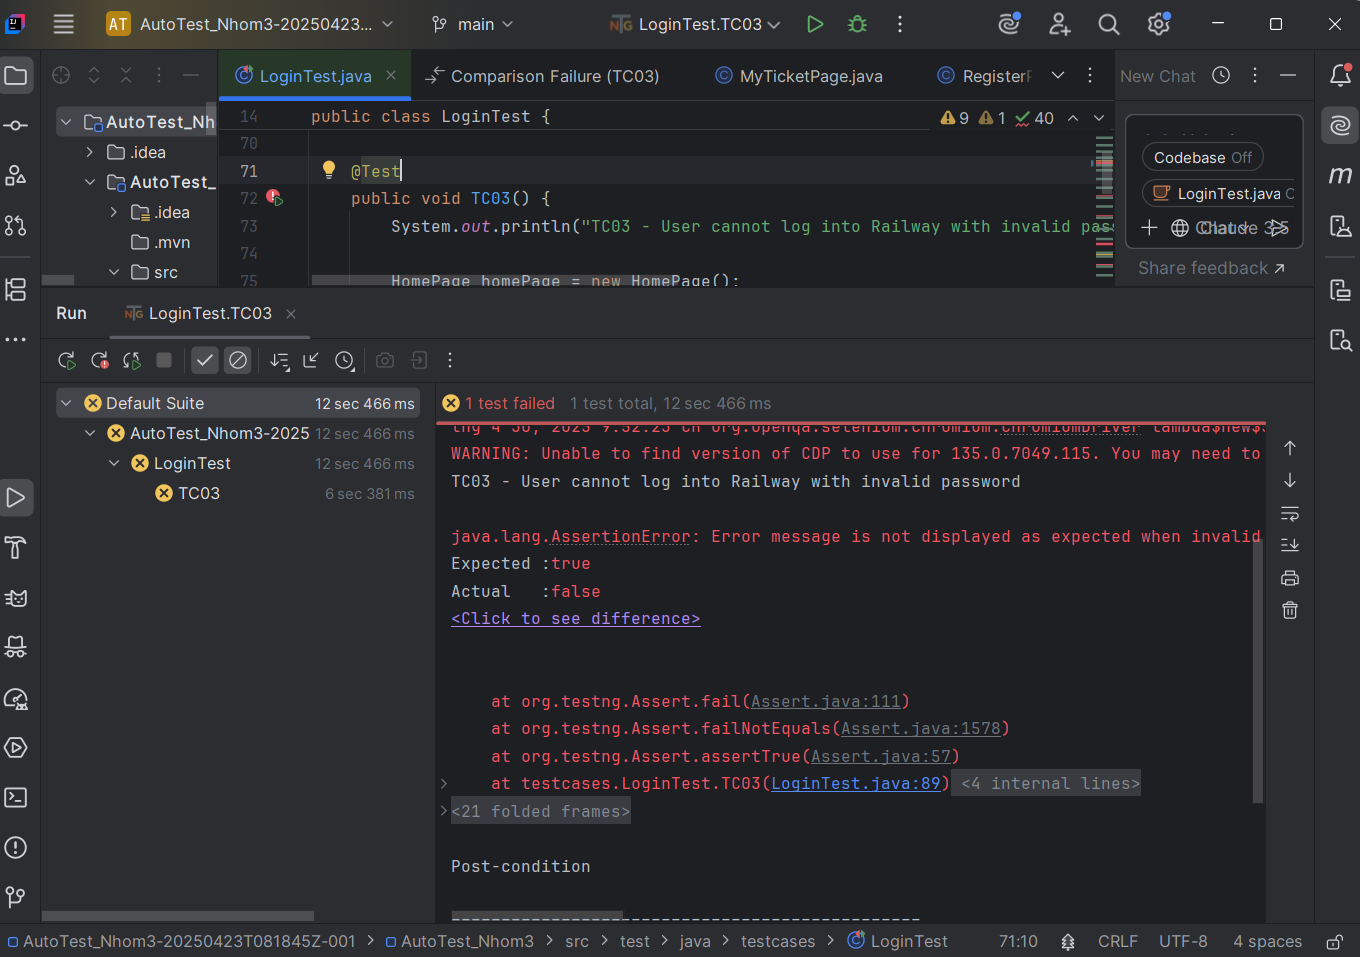 AT AutoTest_Nhom3-20250423... main LoginTest.TC03
LoginTest.java Comparison Failure (TC03) MyTicketPage.java Register New Chat
AutoTest_Nh
.idea
AutoTest_
.idea
.mvn
src
14 public class LoginTest {
9 1 40
70
71 @Test
72 public void TC03() {
73 System.out.println("TC03 - User cannot log into Railway with invalid pas
74
75 HomePage homePage = new HomePage();
Codebase Off
LoginTest.java
Share feedback ↗
Run LoginTest.TC03
Default Suite 12 sec 466 ms
AutoTest_Nhom3-2025 12 sec 466 ms
LoginTest 12 sec 466 ms
TC03 6 sec 381 ms
1 test failed 1 test total, 12 sec 466 ms
WARNING: Unable to find version of CDP to use for 135.0.7049.115. You may need to
TC03 - User cannot log into Railway with invalid password
java.lang.AssertionError: Error message is not displayed as expected when invalid
Expected :true
Actual :false
<Click to see difference>
at org.testng.Assert.fail(Assert.java:111)
at org.testng.Assert.failNotEquals(Assert.java:1578)
at org.testng.Assert.assertTrue(Assert.java:57)
at testcases.LoginTest.TC03(LoginTest.java:89) <4 internal lines>
<21 folded frames>
Post-condition
AutoTest_Nhom3-20250423T081845Z-001 > AutoTest_Nhom3 > src > test > java > testcases > LoginTest 71:10 CRLF UTF-8 4 spaces